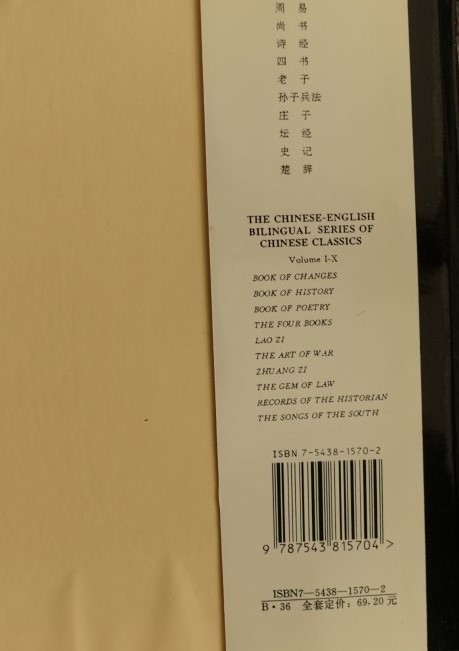 周 易
尚 书
诗 经
四 书
老 子
孙子兵法
庄 子
坛 经
史 记
楚 辞
THE CHINESE-ENGLISH
BILINGUAL SERIES OF
CHINESE CLASSICS
Volume I-X
BOOK OF CHANGES
BOOK OF HISTORY
BOOK OF POETRY
THE FOUR BOOKS
LAO ZI
THE ART OF WAR
ZHUANG ZI
THE GEM OF LAW
RECORDS OF THE HISTORIAN
THE SONGS OF THE SOUTH
ISBN 7-5438-1570-2
9 787543 815704 >
ISBN7—5438—1570—2
B·36 全套定价：69.20元